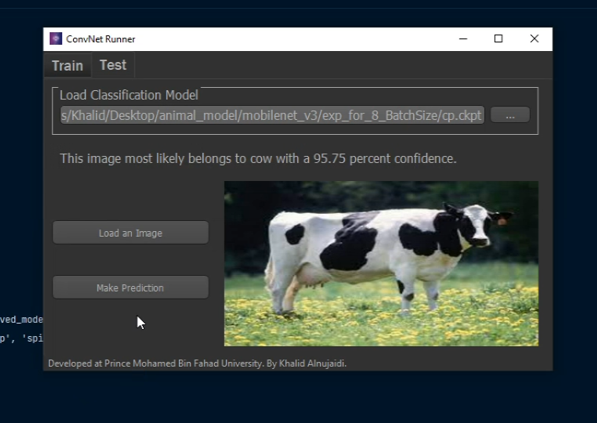 ConvNet Runner
Train Test
Load Classification Model
s/Khalid/Desktop/animal_model/mobilenet_v3/exp_for_8_BatchSize/cp.ckpt ...
This image most likely belongs to cow with a 95.75 percent confidence.
Load an Image
Make Prediction
ved_mode
p', 'spi
Developed at Prince Mohamed Bin Fahad University. By Khalid Alnujaidi.